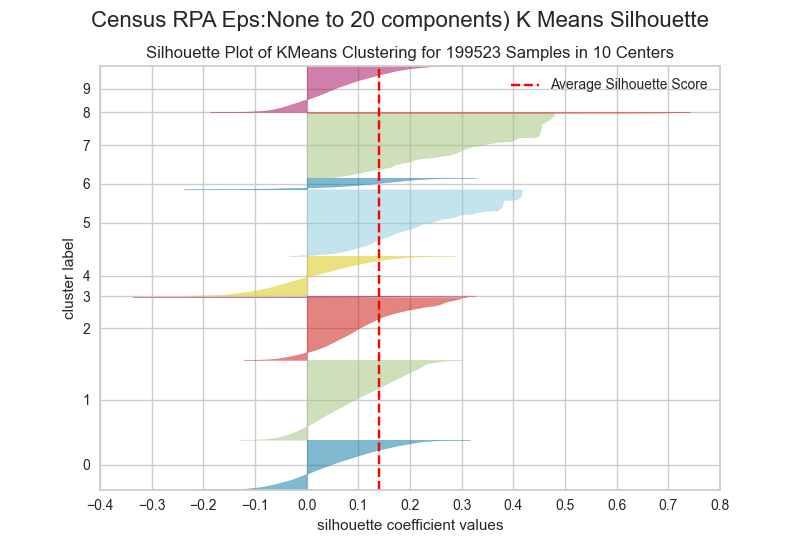 Census RPA Eps:None to 20 components) K Means Silhouette
Silhouette Plot of KMeans Clustering for 199523 Samples in 10 Centers
Average Silhouette Score
9
8
7
6
5
4
3
2
1
0
cluster label
−0.4 −0.3 −0.2 −0.1 0.0 0.1 0.2 0.3 0.4 0.5 0.6 0.7 0.8
silhouette coefficient values